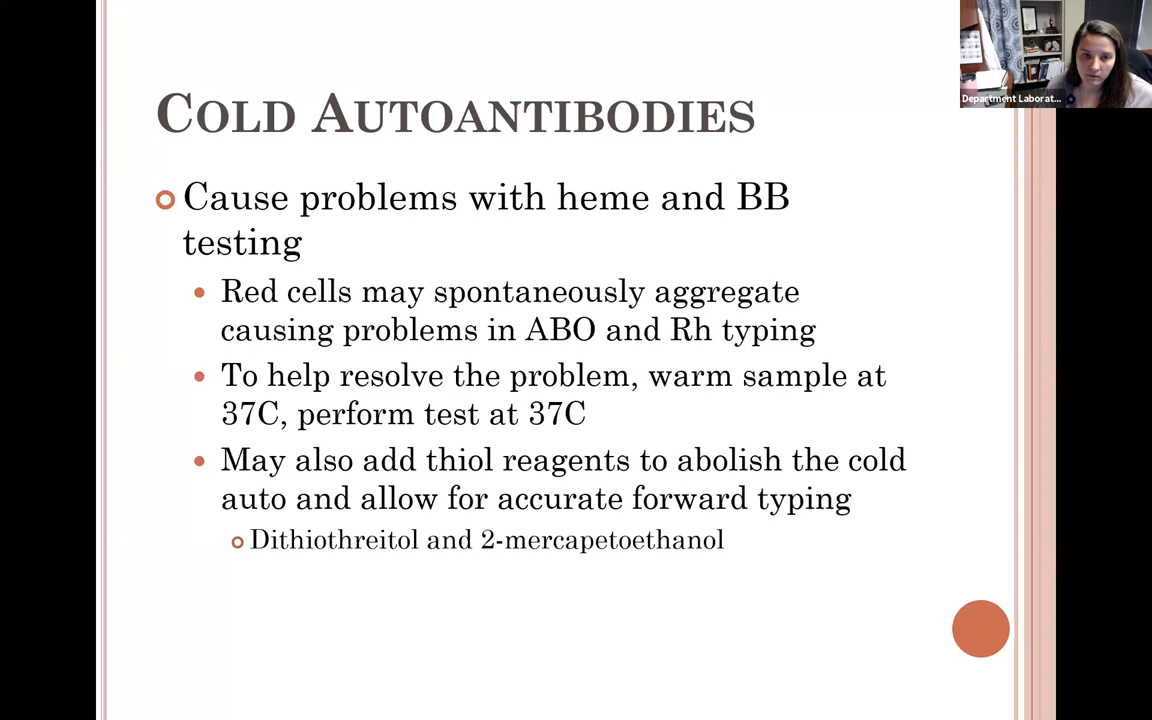 COLD AUTOANTIBODIES
Cause problems with heme and BB
testing
Red cells may spontaneously aggregate
causing problems in ABO and Rh typing
To help resolve the problem, warm sample at
37C, perform test at 37C
May also add thiol reagents to abolish the cold
auto and allow for accurate forward typing
Dithiothreitol and 2-mercapetoethanol
Department Laborat...